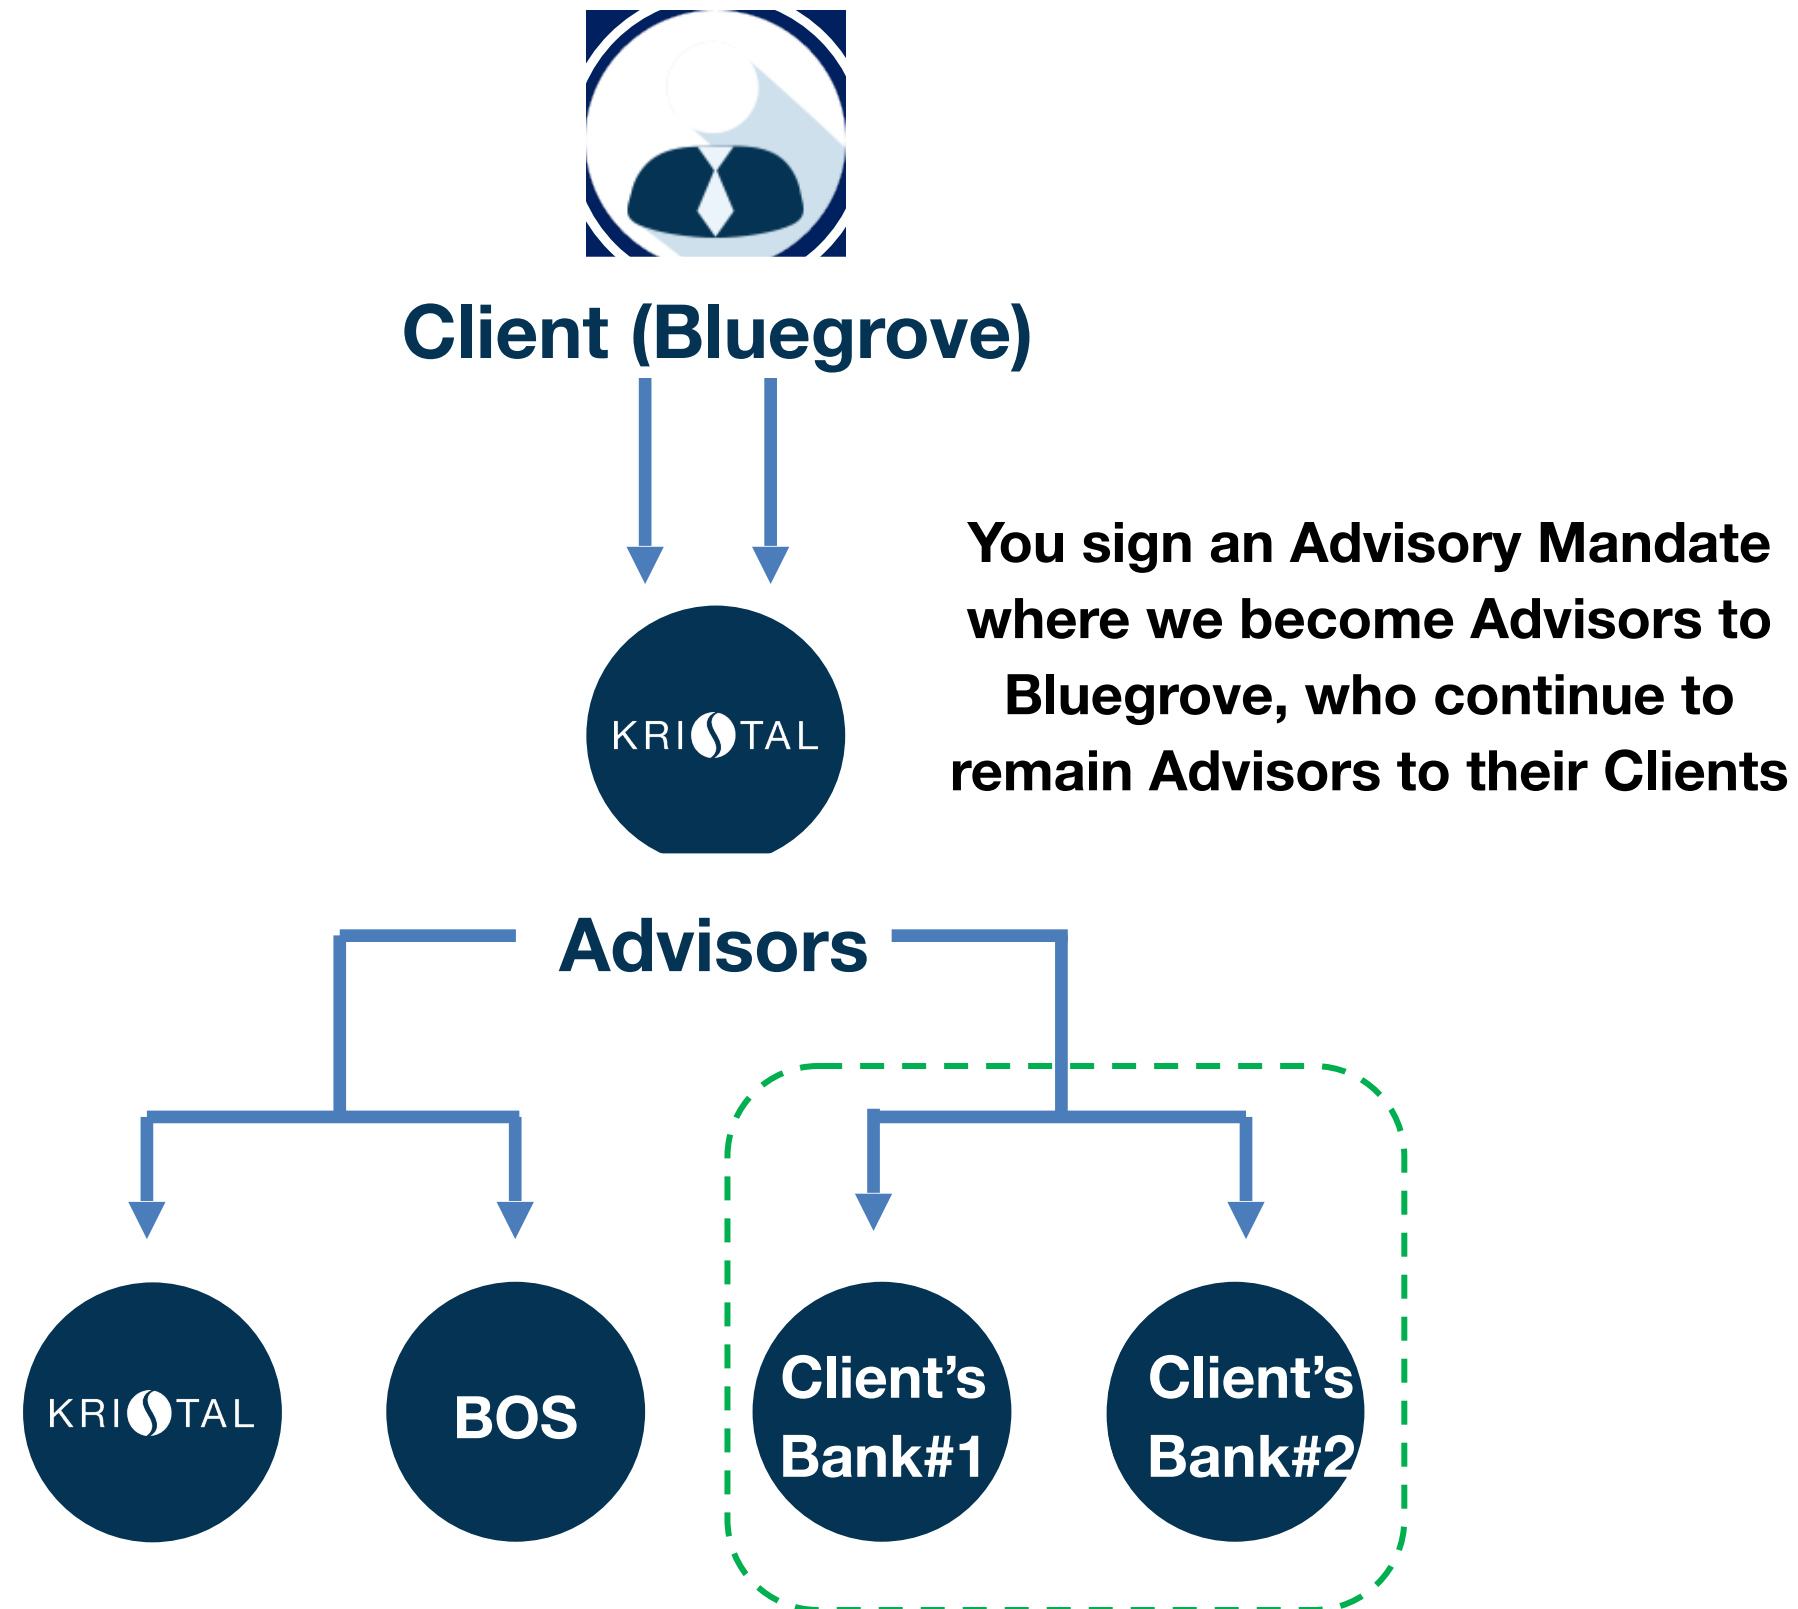 Client (Bluegrove)
You sign an Advisory Mandate
where we become Advisors to
Bluegrove, who continue to
remain Advisors to their Clients
KRISTAL
Advisors
KRISTAL
BOS
Client’s
Bank#1
Client’s
Bank#2